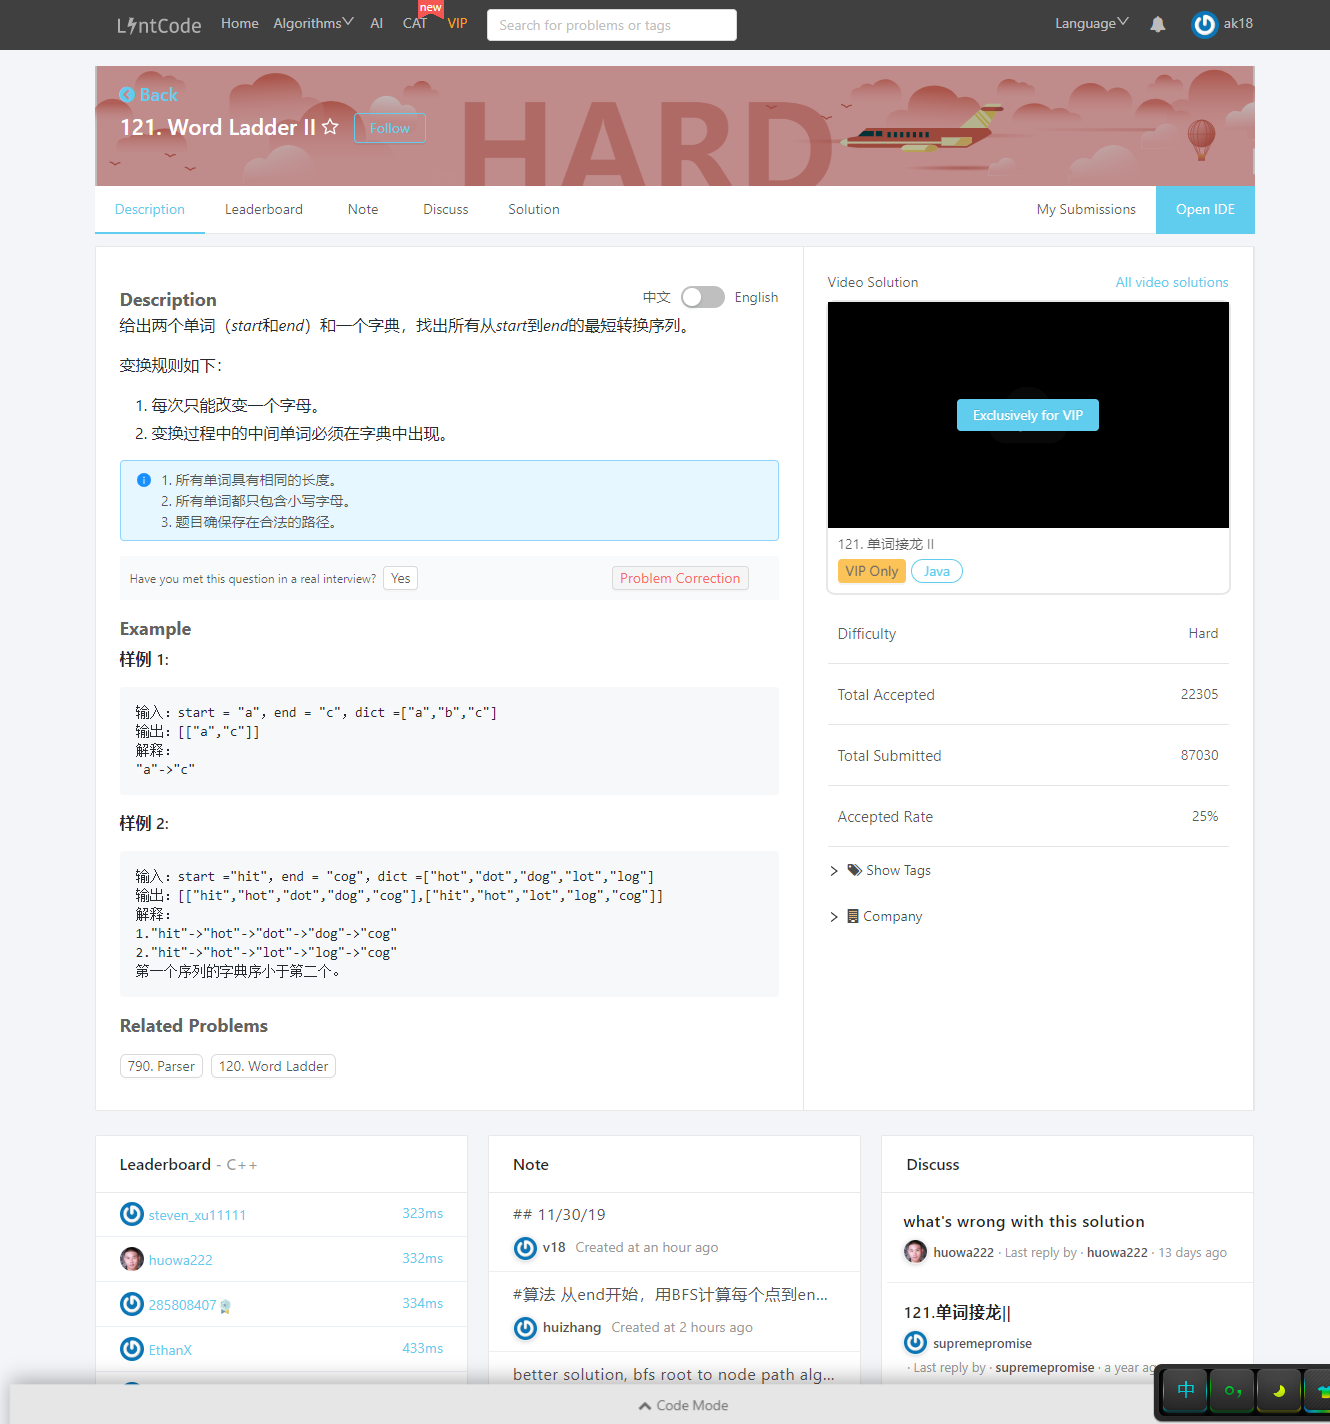 LintCode
Home
Algorithms
AI
CAT
new
VIP
Search for problems or tags
Language
ak18
Back
121. Word Ladder II
Follow
HARD
Description
Leaderboard
Note
Discuss
Solution
My Submissions
Open IDE
Description
中文
English
给出两个单词（start和end）和一个字典，找出所有从start到end的最短转换序列。
变换规则如下：
1. 每次只能改变一个字母。
2. 变换过程中的中间单词必须在字典中出现。
1. 所有单词具有相同的长度。
2. 所有单词都只包含小写字母。
3. 题目确保存在合法的路径。
Have you met this question in a real interview?
Yes
Problem Correction
Example
样例 1:
输入：start = "a"，end = "c"，dict =["a","b","c"]
输出：[["a","c"]]
解释：
"a"->"c"
样例 2:
输入：start ="hit"，end = "cog"，dict =["hot","dot","dog","lot","log"]
输出：[["hit","hot","dot","dog","cog"],["hit","hot","lot","log","cog"]]
解释：
1."hit"->"hot"->"dot"->"dog"->"cog"
2."hit"->"hot"->"lot"->"log"->"cog"
第一个序列的字典序小于第二个。
Related Problems
790. Parser
120. Word Ladder
Video Solution
All video solutions
Exclusively for VIP
121. 单词接龙 II
VIP Only
Java
Difficulty
Hard
Total Accepted
22305
Total Submitted
87030
Accepted Rate
25%
Show Tags
Company
Leaderboard - C++
steven_xu11111
323ms
huowa222
332ms
285808407
334ms
EthanX
433ms
Note
## 11/30/19
v18 Created at an hour ago
#算法 从end开始，用BFS计算每个点到en...
huizhang Created at 2 hours ago
better solution, bfs root to node path alg...
Discuss
what's wrong with this solution
huowa222 · Last reply by · huowa222 · 13 days ago
121.单词接龙||
supremepromise
· Last reply by · supremepromise · a year ag
Code Mode
中